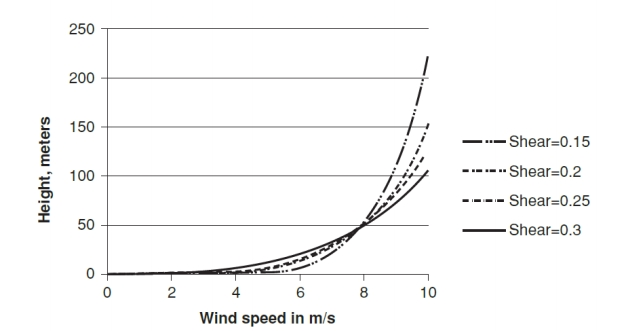 250
200
150
100
50
0
Height, meters
0 2 4 6 8 10
Wind speed in m/s
Shear=0.15
Shear=0.2
Shear=0.25
Shear=0.3